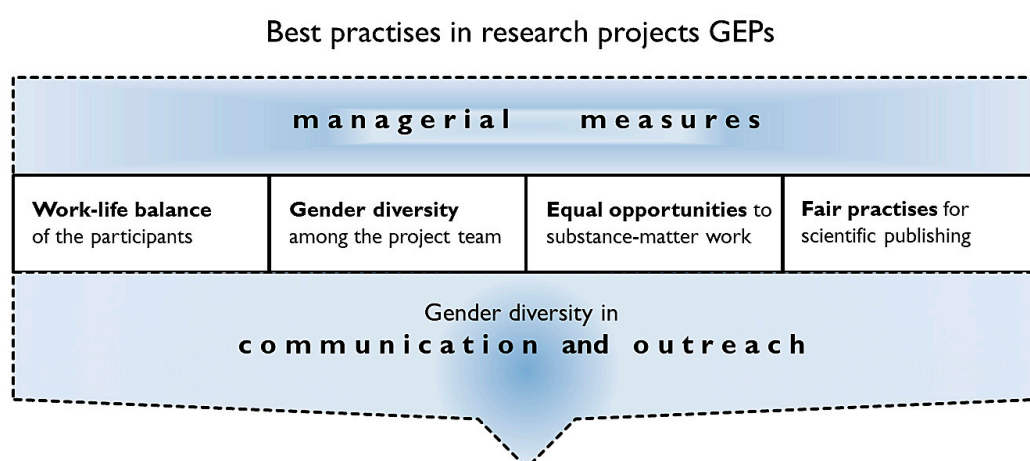 Best practises in research projects GEPs
managerial measures
Work-life balance
of the participants
Gender diversity
among the project team
Equal opportunities to
substance-matter work
Fair practises for
scientific publishing
Gender diversity in
communication and outreach